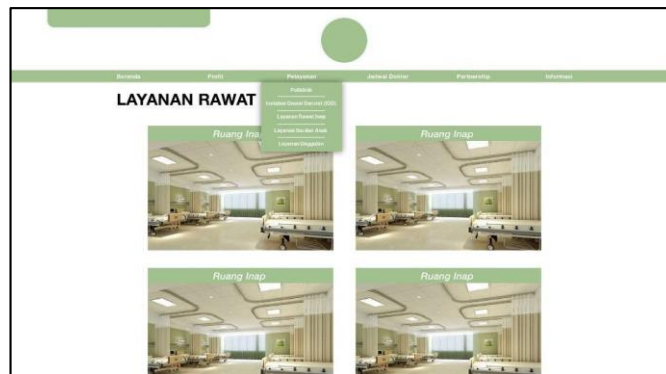 Beranda Profil Pelayanan Jadwal Dokter Partnership Informasi
Poliklinik
Instalasi Gawat Darurat (IGD)
Layanan Rawat Inap
Layanan Ibu dan Anak
Layanan Unggulan
LAYANAN RAWAT
Ruang Inap
Ruang Inap
Ruang Inap
Ruang Inap